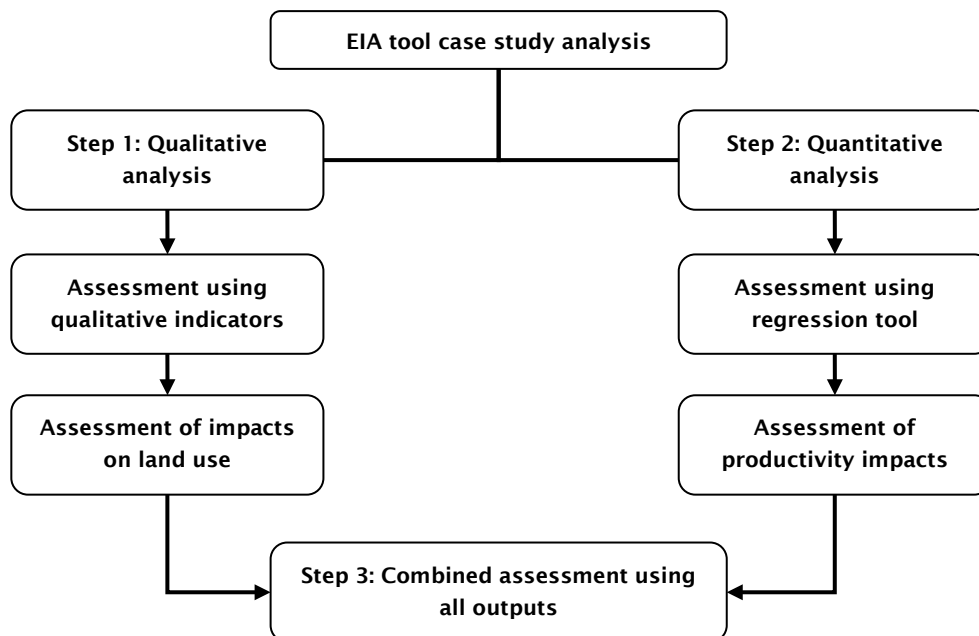 EIA tool case study analysis
Step 1: Qualitative
analysis
Step 2: Quantitative
analysis
Assessment using
qualitative indicators
Assessment using
regression tool
Assessment of impacts
on land use
Assessment of
productivity impacts
Step 3: Combined assessment using
all outputs